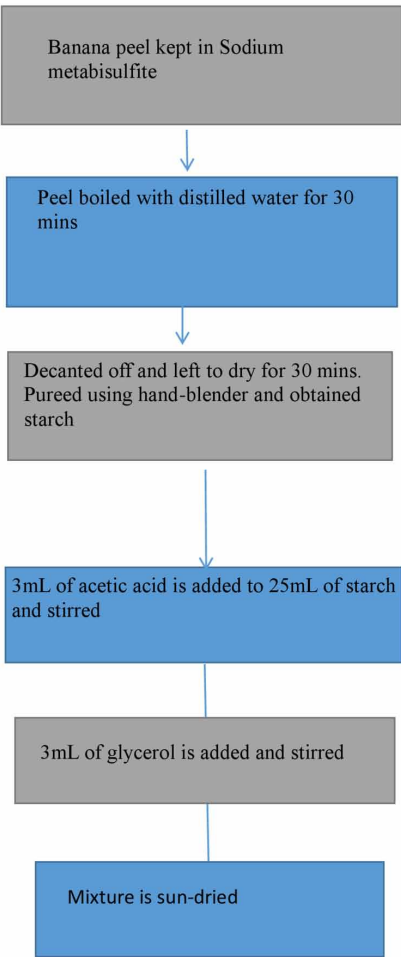 Banana peel kept in Sodium
metabisulfite
Peel boiled with distilled water for 30
mins
Decanted off and left to dry for 30 mins.
Pureed using hand-blender and obtained
starch
3mL of acetic acid is added to 25mL of starch
and stirred
3mL of glycerol is added and stirred
Mixture is sun-dried